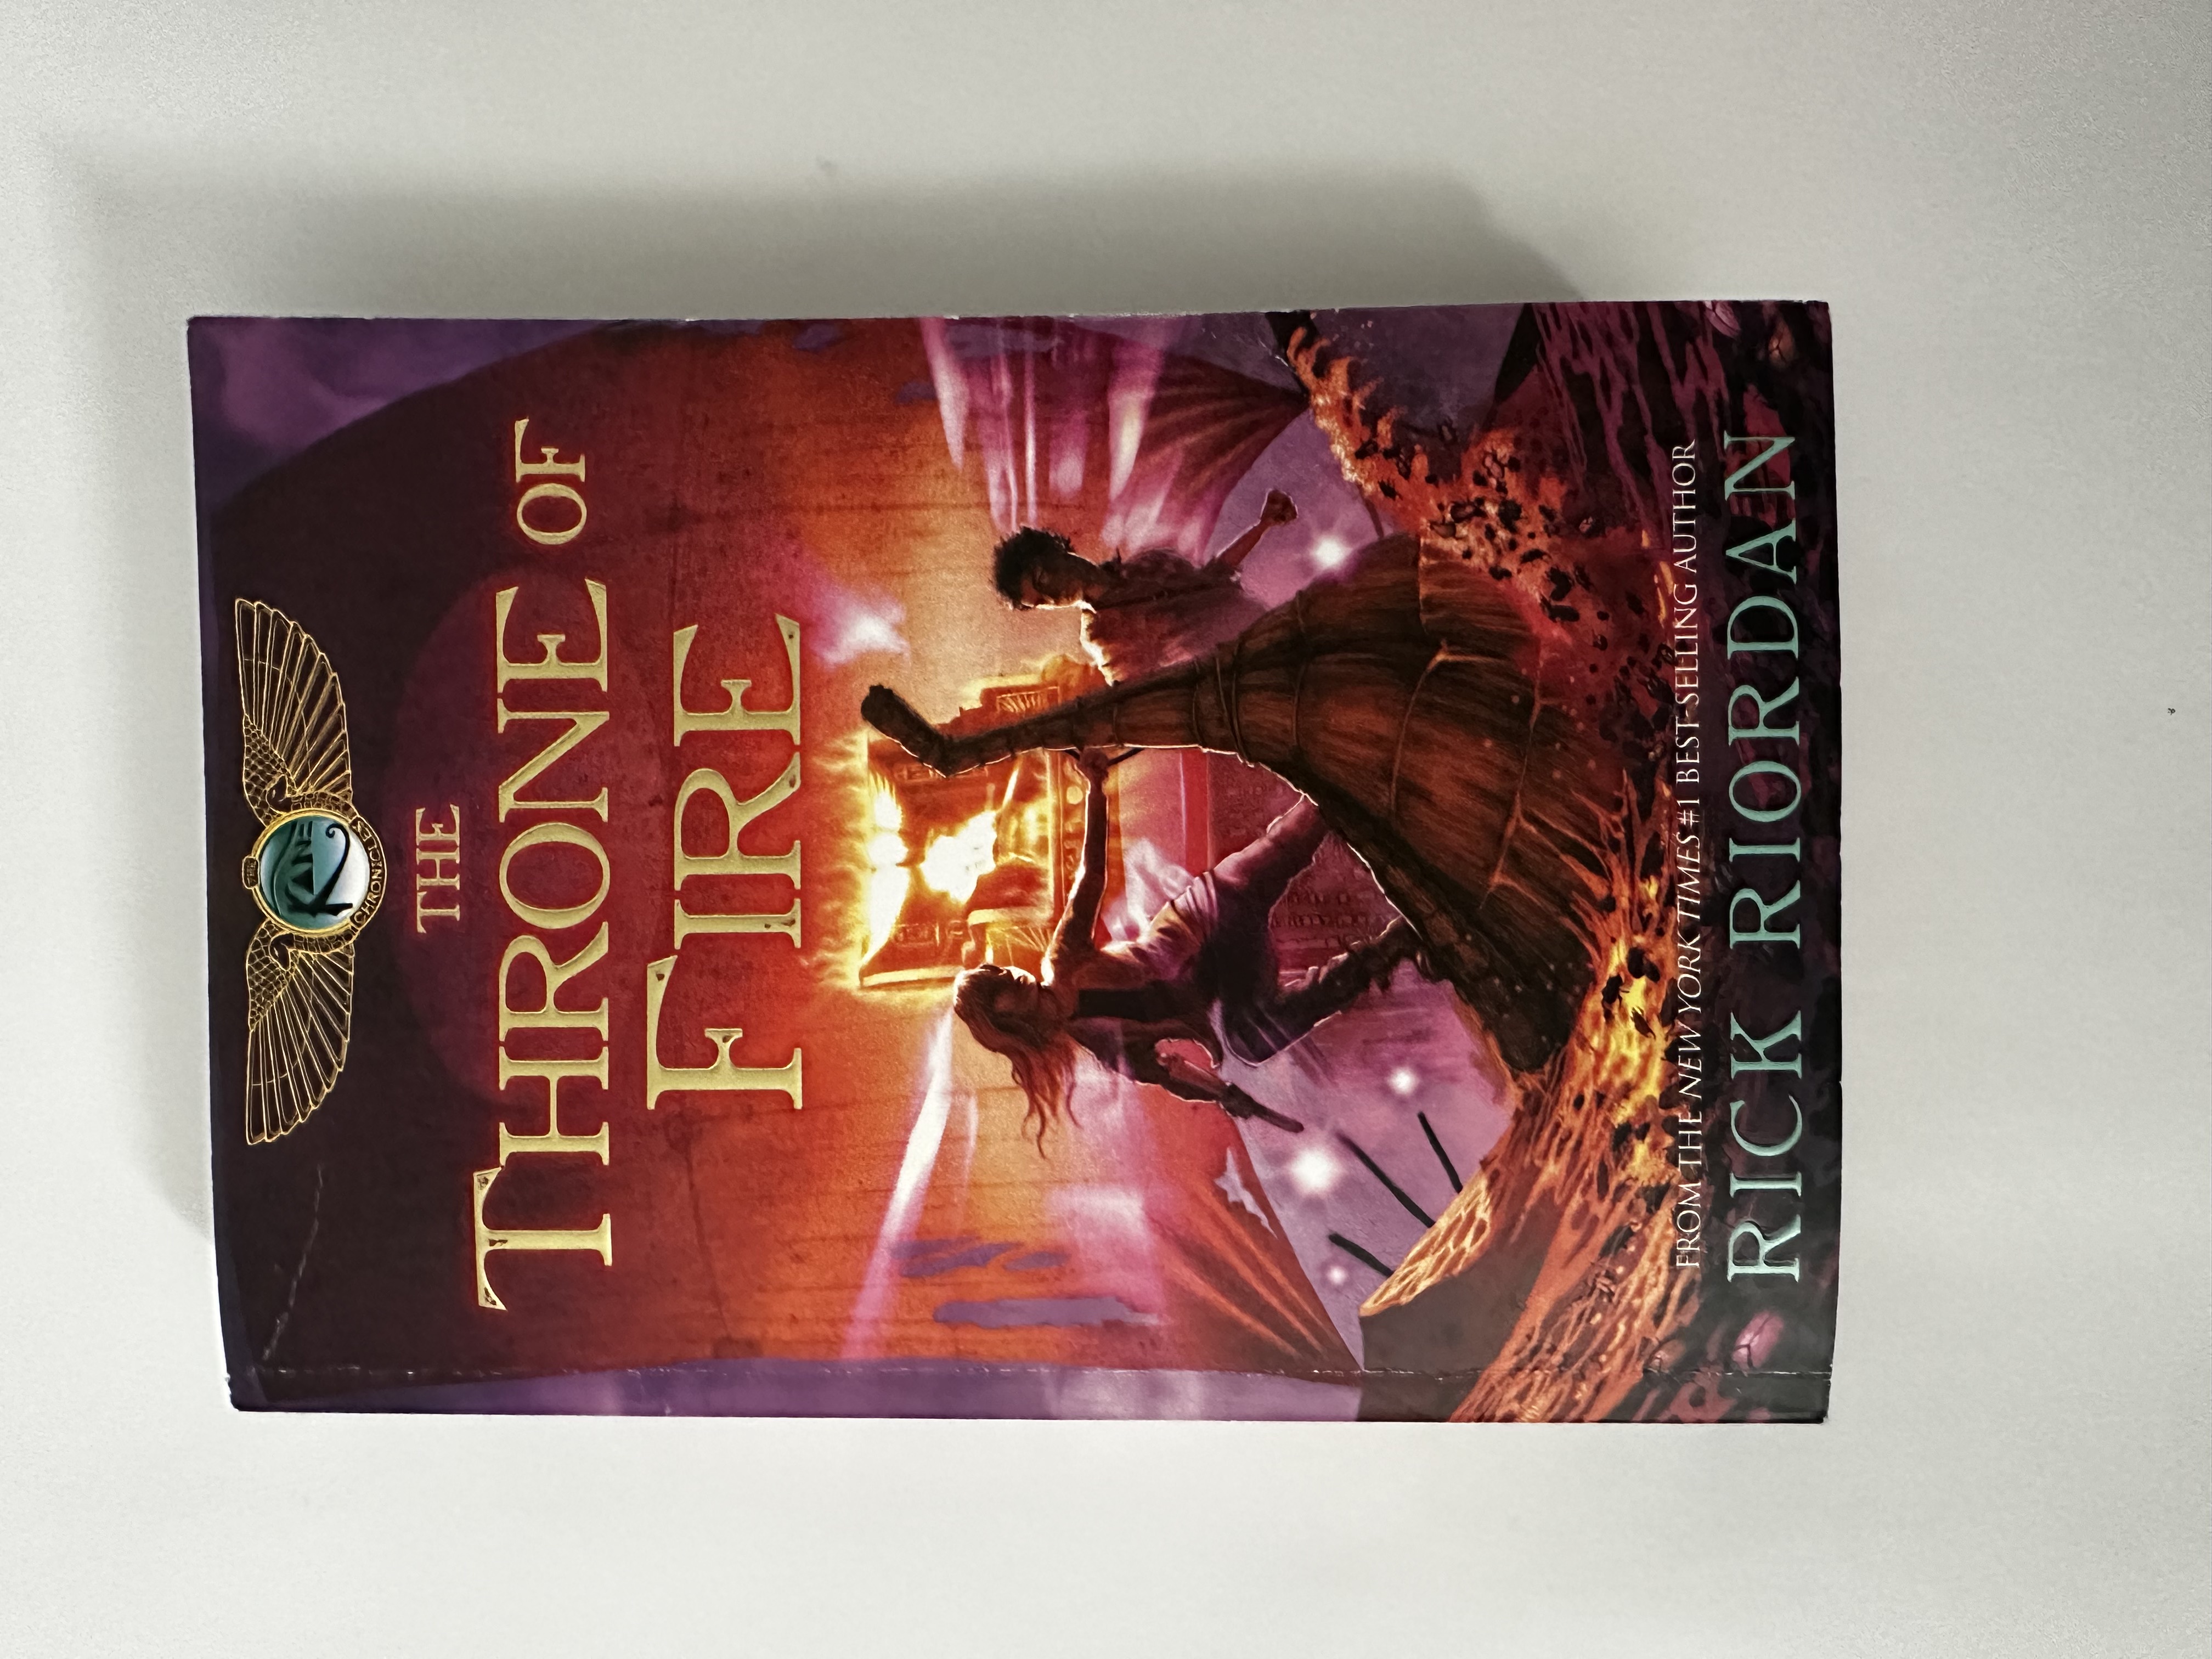 THE
KANE
CHRONICLES
THE
THRONE OF
FIRE
FROM THE NEW YORK TIMES #1 BEST-SELLING AUTHOR
RICK RIORDAN